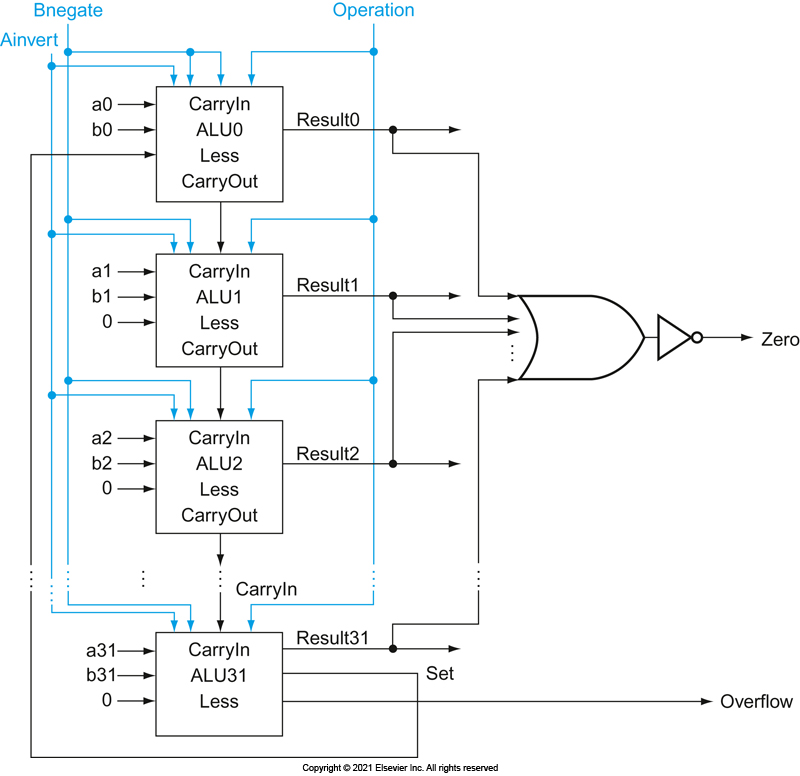 Bnegate
Operation
Ainvert
a0
CarryIn
Result0
b0
ALU0
Less
CarryOut
a1
CarryIn
Result1
b1
ALU1
0
Less
CarryOut
Zero
a2
CarryIn
Result2
b2
ALU2
0
Less
CarryOut
CarryIn
a31
CarryIn
Result31
b31
ALU31
Set
0
Less
Overflow
Copyright © 2021 Elsevier Inc. All rights reserved